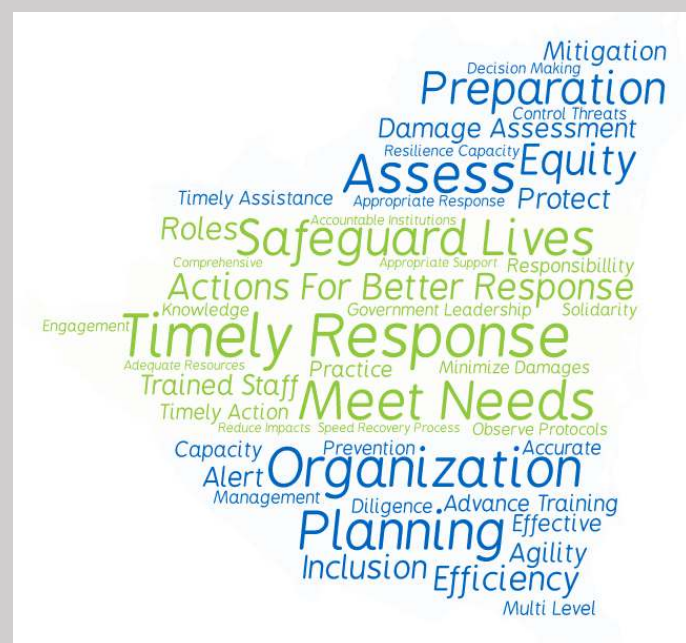 Mitigation
Decision Making
Preparation
Control Threats
Damage Assessment
Resilience Capacity Equity
Assess
Timely Assistance Appropriate Response Protect
Accountable Institutions
Roles Safeguard Lives
Comprehensive Appropriate Support Responsibillity
Actions For Better Response
Knowledge Government Leadership Solidarity
Engagement Timely Response
Adequate Resources Practice Minimize Damages
Trained Staff Meet Needs
Timely Action
Reduce Impacts Speed Recovery Process Observe Protocols
Capacity Prevention Accurate
Alert Organization
Management Diligence Advance Training
Planning Effective
Agility
Inclusion Efficiency
Multi Level